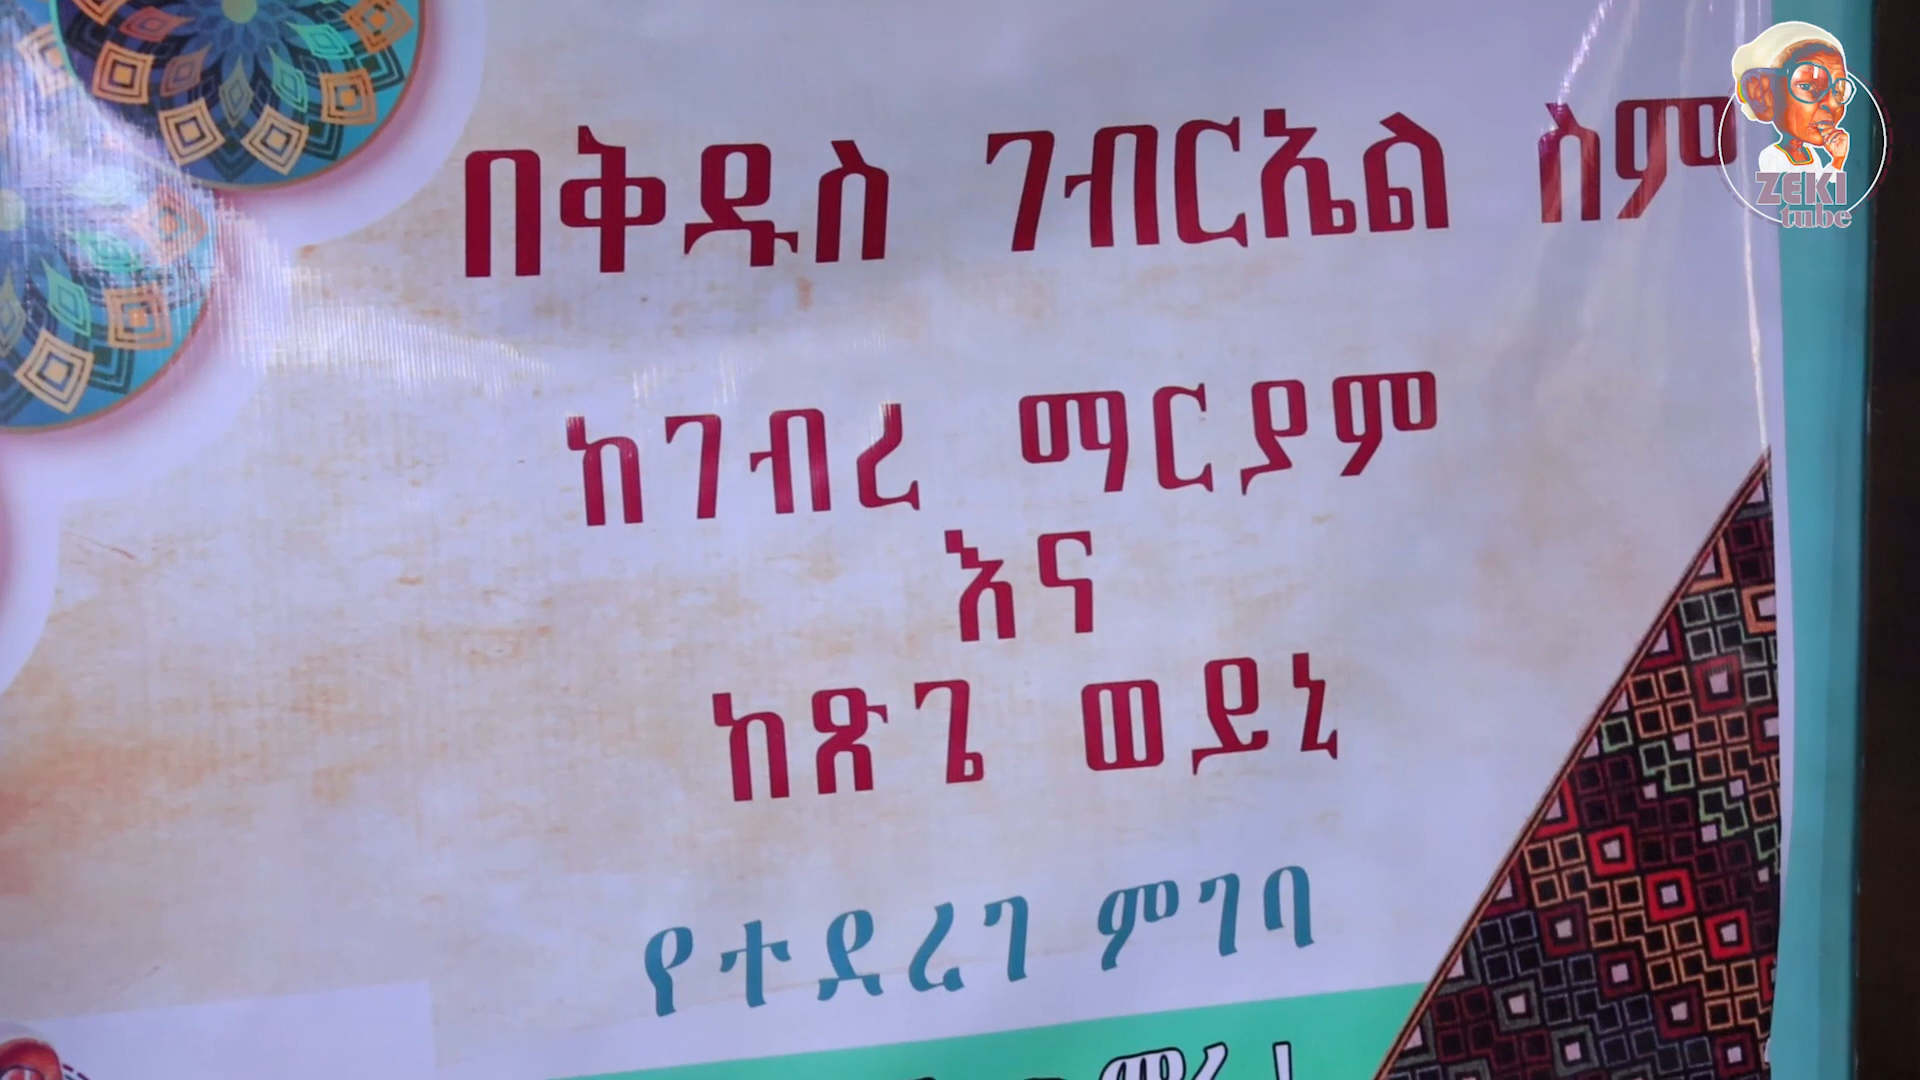 በቅዱስ ገብርኤል ስም
ከገብረ ማርያም
እና
ከጽጌ ወይኒ
የተደረገ ምገባ
ZEKI
tube